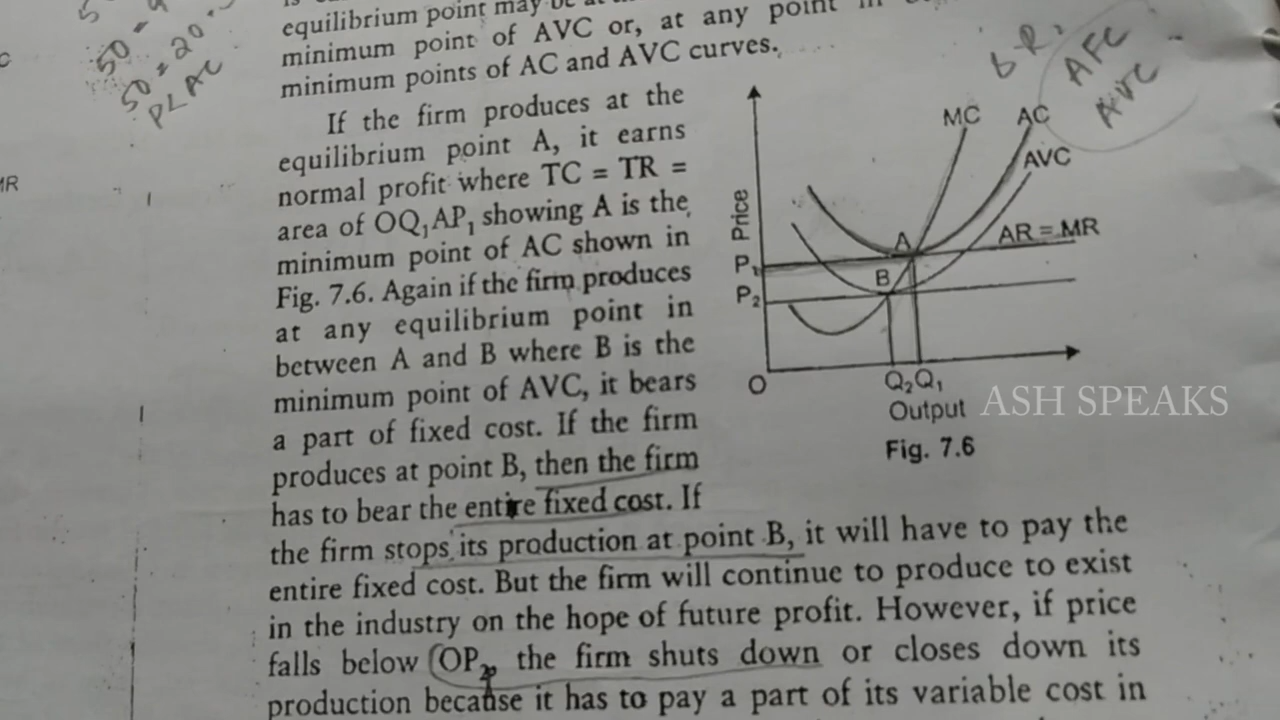 equilibrium point may be at
minimum point of AVC or, at any point in
minimum points of AC and AVC curves.
If the firm produces at the
equilibrium point A, it earns
normal profit where TC = TR =
area of OQ₁AP₁ showing A is the
minimum point of AC shown in
Fig. 7.6. Again if the firm produces
at any equilibrium point in
between A and B where B is the
minimum point of AVC, it bears
a part of fixed cost. If the firm
produces at point B, then the firm
has to bear the entire fixed cost. If
the firm stops its production at point B, it will have to pay the
entire fixed cost. But the firm will continue to produce to exist
in the industry on the hope of future profit. However, if price
falls below OP₂, the firm shuts down or closes down its
production because it has to pay a part of its variable cost in
50 -
50 = 20
PLAC
MR
AFC
AVC
MC
AC
AVC
AR = MR
Price
A
B
P₁
P₂
O
Q₂Q₁
Output
Fig. 7.6
ASH SPEAKS